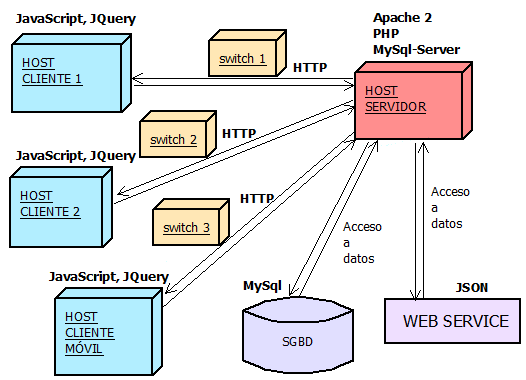 JavaScript, JQuery
HOST
CLIENTE 1
switch 1
HTTP
Apache 2
PHP
MySql-Server
HOST
SERVIDOR
JavaScript, JQuery
HOST
CLIENTE 2
switch 2
HTTP
JavaScript, JQuery
HOST
CLIENTE
MÓVIL
switch 3
HTTP
Acceso
a
datos
Acceso
a
datos
MySql
SGBD
JSON
WEB SERVICE